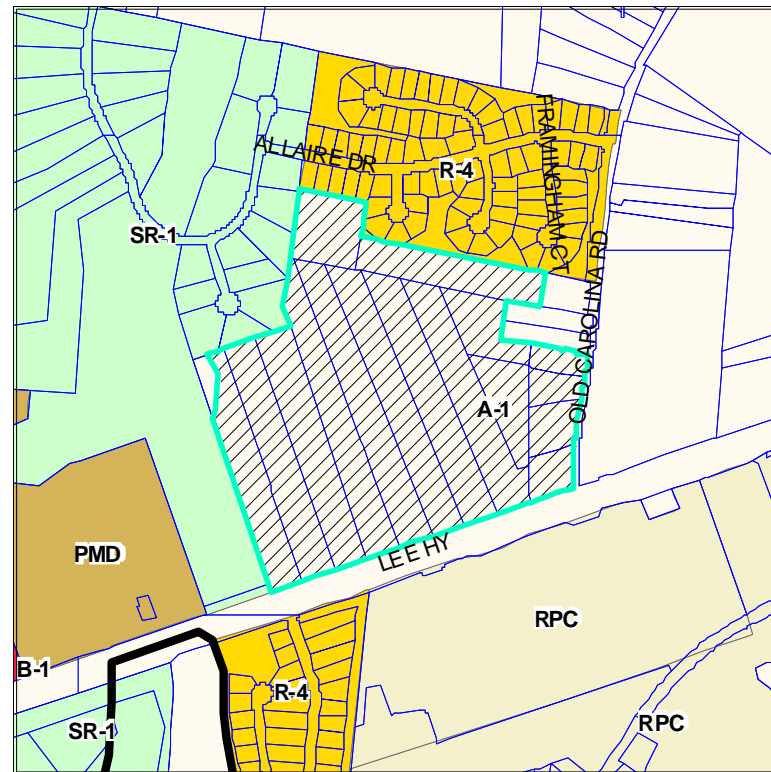 ALLAIRE DR
FRAMINGHAM CT
R-4
SR-1
OLD CAROLINA RD
A-1
LEE HY
PMD
RPC
B-1
R-4
SR-1
RPC